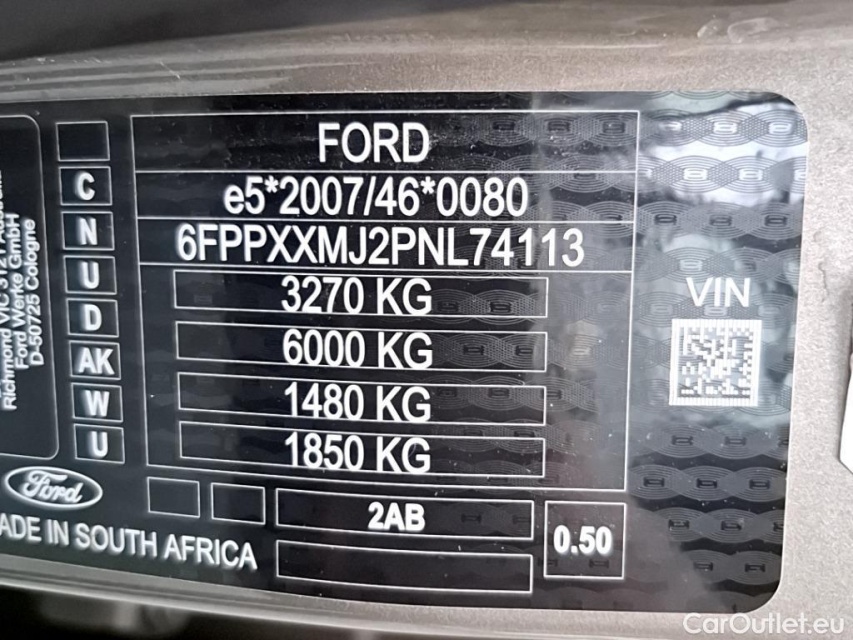 FORD
e5*2007/46*0080
6FPPXXMJ2PNL74113
3270 KG
6000 KG
1480 KG
1850 KG
C
N
U
D
AK
W
U
Richmond VIC 3121
Ford Werke GmbH
D-50725 Cologne
VIN
Ford
2AB
0.50
ADE IN SOUTH AFRICA
CarOutlet.eu